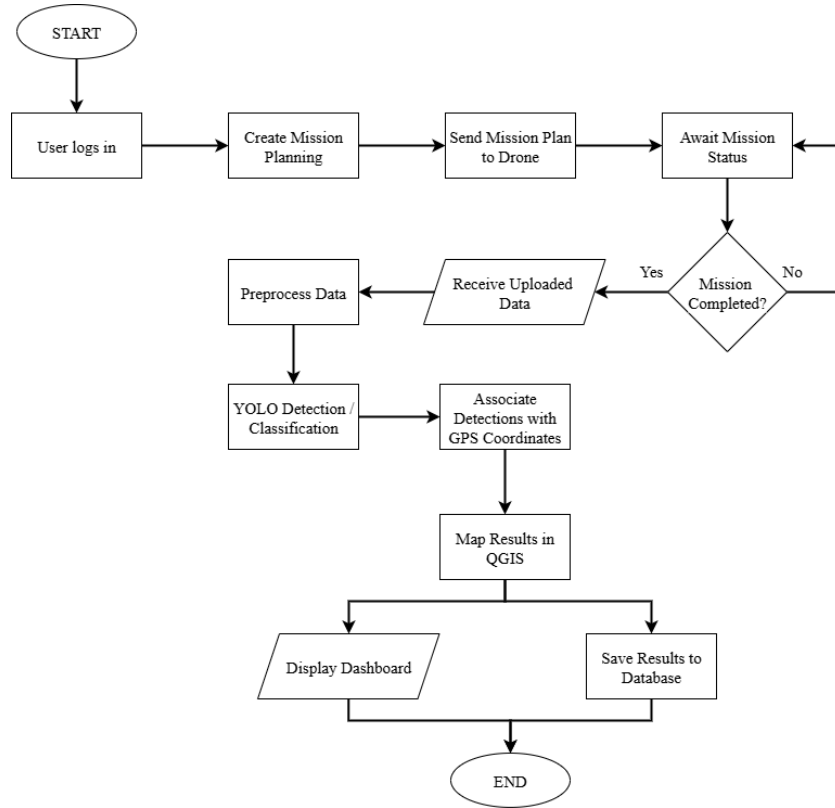 START
User logs in
Create Mission
Planning
Send Mission Plan
to Drone
Await Mission
Status
Yes
Mission
Completed?
No
Receive Uploaded
Data
Preprocess Data
YOLO Detection /
Classification
Associate
Detections with
GPS Coordinates
Map Results in
QGIS
Display Dashboard
Save Results to
Database
END